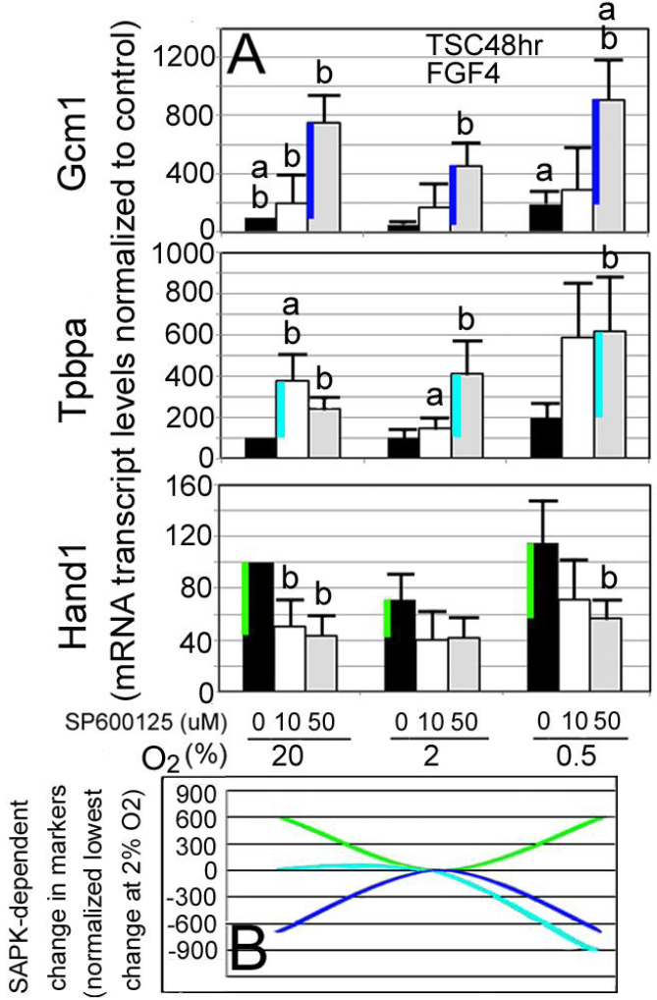 A
TSC48hr
FGF4
a
b
b
b
b
a
b
a
1200
800
400
0
Gcm1
(mRNA transcript levels normalized to control)
1000
800
600
400
200
0
Tpbpa
a
b
b
a
b
b
160
120
80
40
0
Hand1
b
b
b
SP600125 (uM) 0 10 50 0 10 50 0 10 50
O2 (%) 20 2 0.5
SAPK-dependent
change in markers
(normalized lowest
change at 2% O2)
900
600
300
0
-300
-600
-900
B